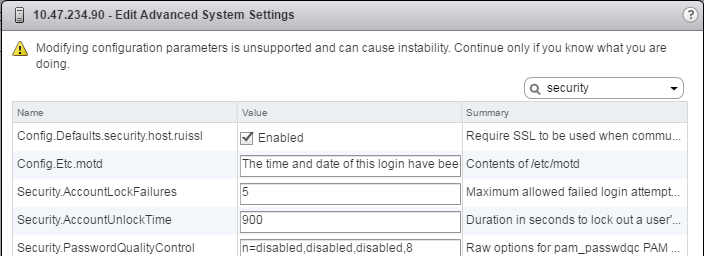 10.47.234.90 - Edit Advanced System Settings
?
Modifying configuration parameters is unsupported and can cause instability. Continue only if you know what you are
doing.
security
Name Value Summary
Config.Defaults.security.host.ruissl Enabled Require SSL to be used when commu...
Config.Etc.motd The time and date of this login have bee Contents of /etc/motd
Security.AccountLockFailures 5 Maximum allowed failed login attempt...
Security.AccountUnlockTime 900 Duration in seconds to lock out a user'...
Security.PasswordQualityControl n=disabled,disabled,disabled,8 Raw options for pam_passwdqc PAM ...